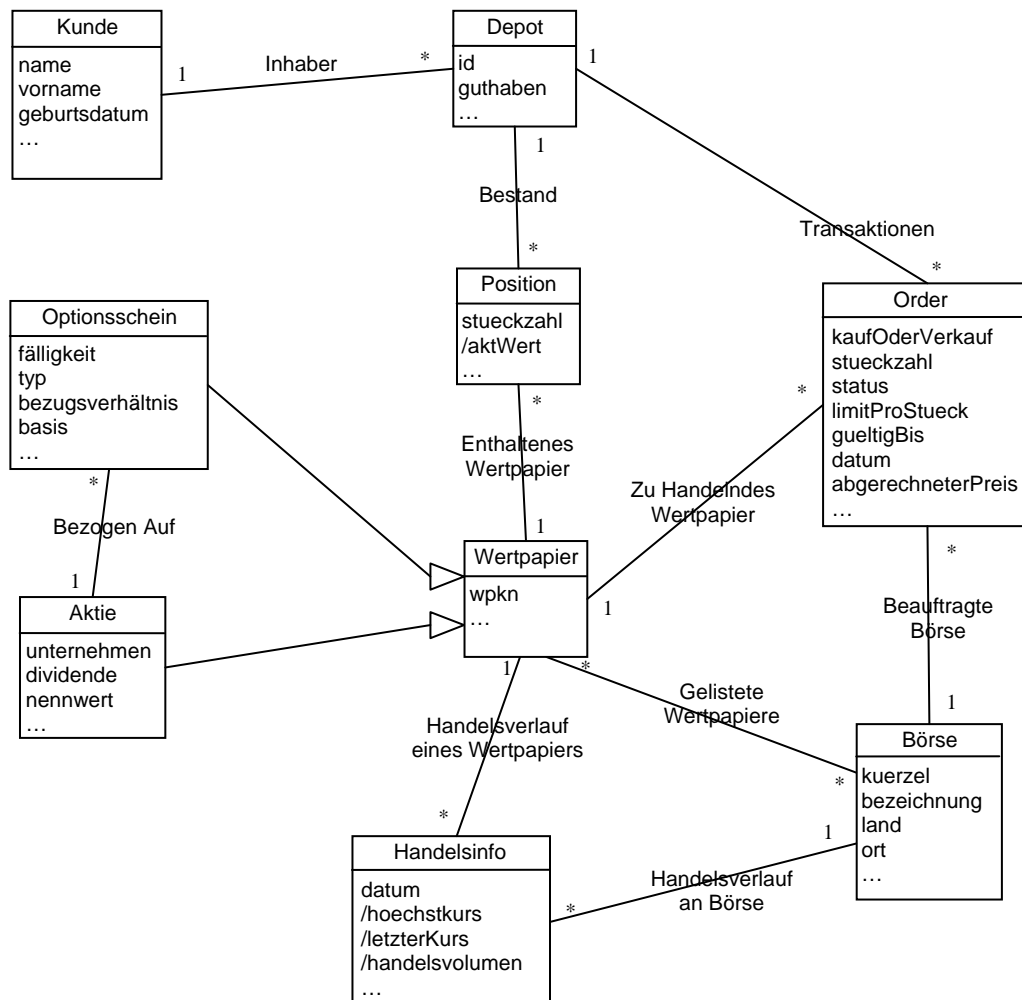 Kunde
name
vorname
geburtsdatum
…
1
Inhaber
*
Depot
id
guthaben
…
1
1
Bestand
*
Transaktionen
*
Position
stueckzahl
/aktWert
…
*
Order
kaufOderVerkauf
stueckzahl
status
limitProStueck
gueltigBis
datum
abgerechneterPreis
…
*
*
Optionsschein
fälligkeit
typ
bezugsverhältnis
basis
…
*
Bezogen Auf
1
Aktie
unternehmen
dividende
nennwert
…
Enthaltenes
Wertpapier
1
Zu Handelndes
Wertpapier
1
Wertpapier
wpkn
…
1
*
Beauftragte
Börse
1
Gelistete
Wertpapiere
*
Handelsverlauf
eines Wertpapiers
*
Börse
kuerzel
bezeichnung
land
ort
…
1
Handelsverlauf
an Börse
*
Handelsinfo
datum
/hoechstkurs
/letzterKurs
/handelsvolumen
…